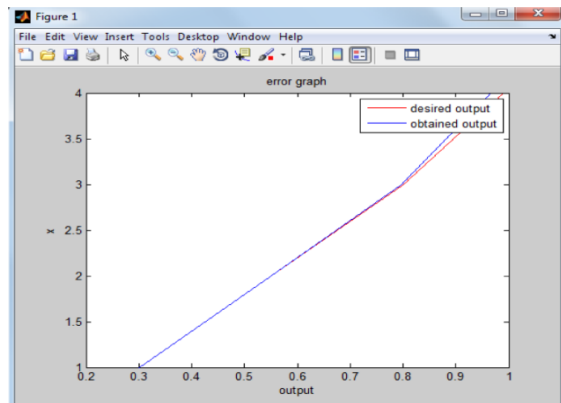 Figure 1
File Edit View Insert Tools Desktop Window Help
error graph
desired output
obtained output
4
3.5
3
2.5
2
1.5
1
x
0.2 0.3 0.4 0.5 0.6 0.7 0.8 0.9 1
output